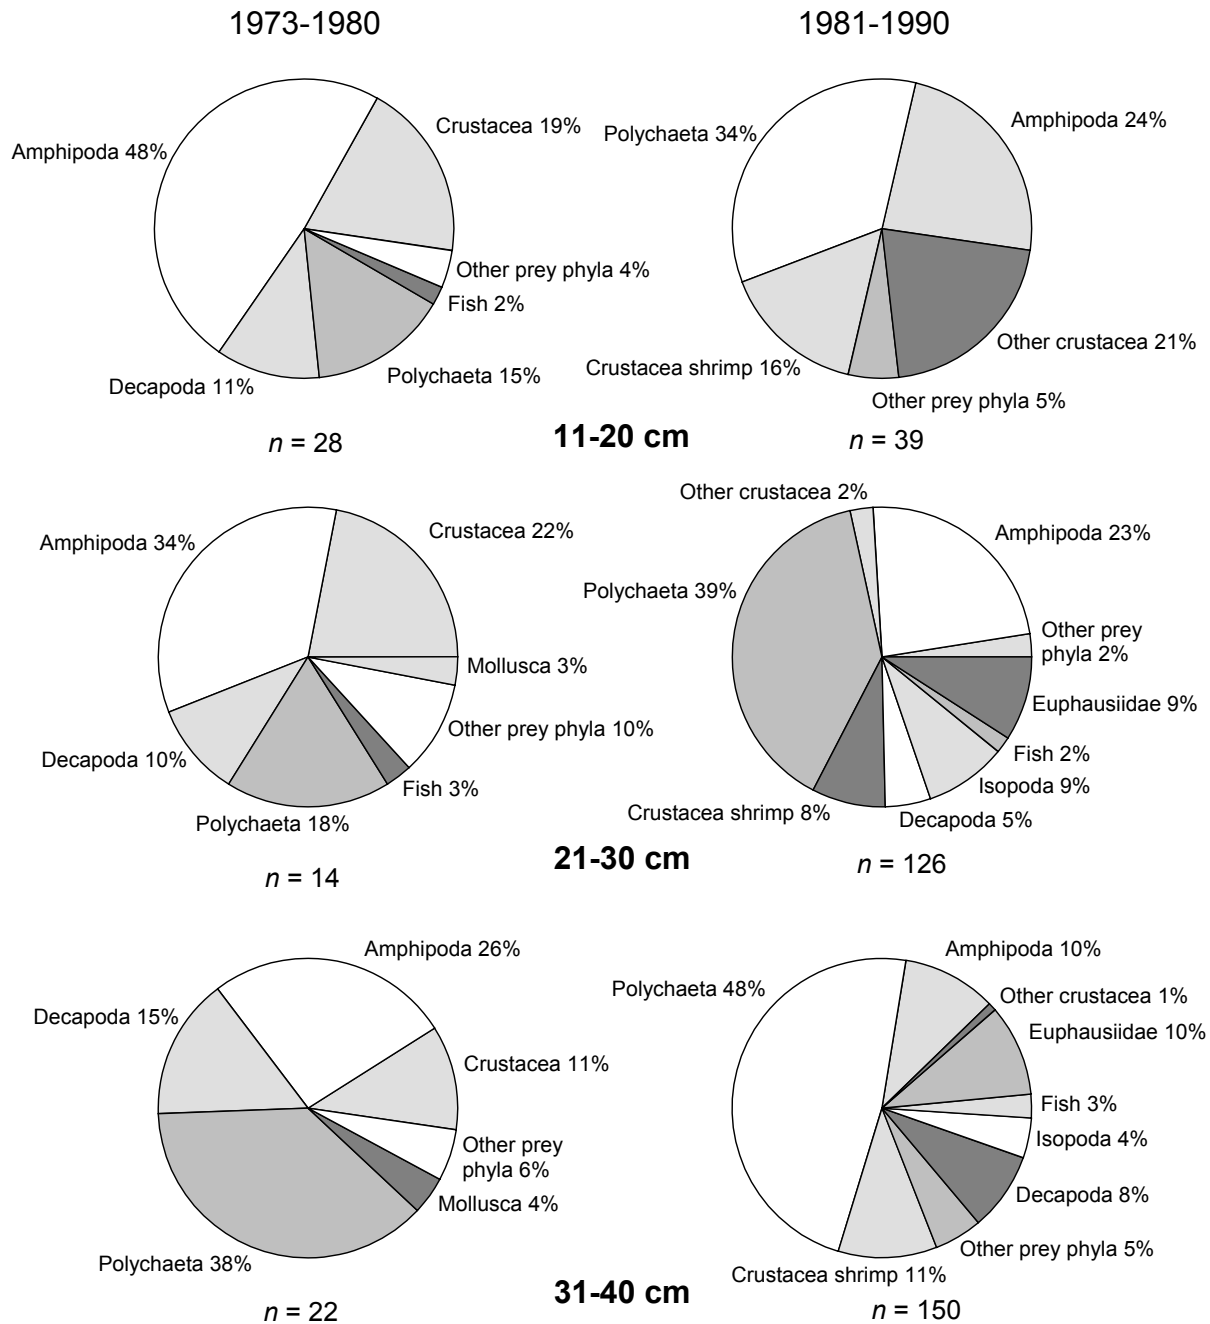 1973-1980
1981-1990
Amphipoda 48%
Crustacea 19%
Other prey phyla 4%
Fish 2%
Polychaeta 15%
Decapoda 11%
n = 28
Polychaeta 34%
Amphipoda 24%
Other crustacea 21%
Other prey phyla 5%
Crustacea shrimp 16%
n = 39
11-20 cm
Amphipoda 34%
Crustacea 22%
Mollusca 3%
Other prey phyla 10%
Fish 3%
Polychaeta 18%
Decapoda 10%
n = 14
Other crustacea 2%
Amphipoda 23%
Polychaeta 39%
Other prey
phyla 2%
Euphausiidae 9%
Fish 2%
Isopoda 9%
Decapoda 5%
Crustacea shrimp 8%
n = 126
21-30 cm
Amphipoda 26%
Decapoda 15%
Crustacea 11%
Other prey
phyla 6%
Mollusca 4%
Polychaeta 38%
n = 22
Amphipoda 10%
Polychaeta 48%
Other crustacea 1%
Euphausiidae 10%
Fish 3%
Isopoda 4%
Decapoda 8%
Other prey phyla 5%
Crustacea shrimp 11%
n = 150
31-40 cm